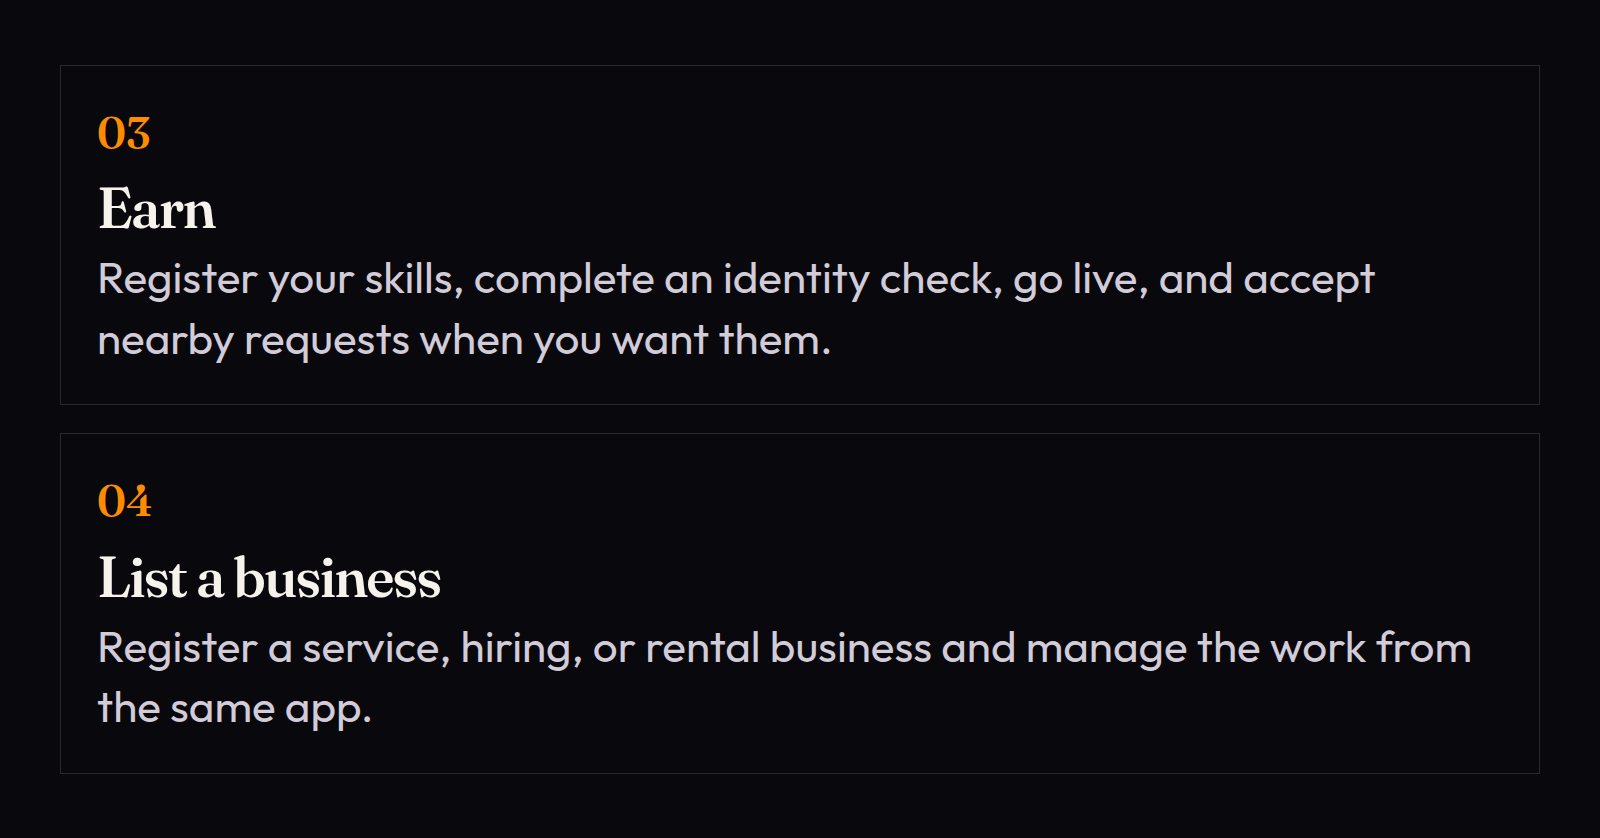 03
Earn
Register your skills, complete an identity check, go live, and accept
nearby requests when you want them.
04
List a business
Register a service, hiring, or rental business and manage the work from
the same app.